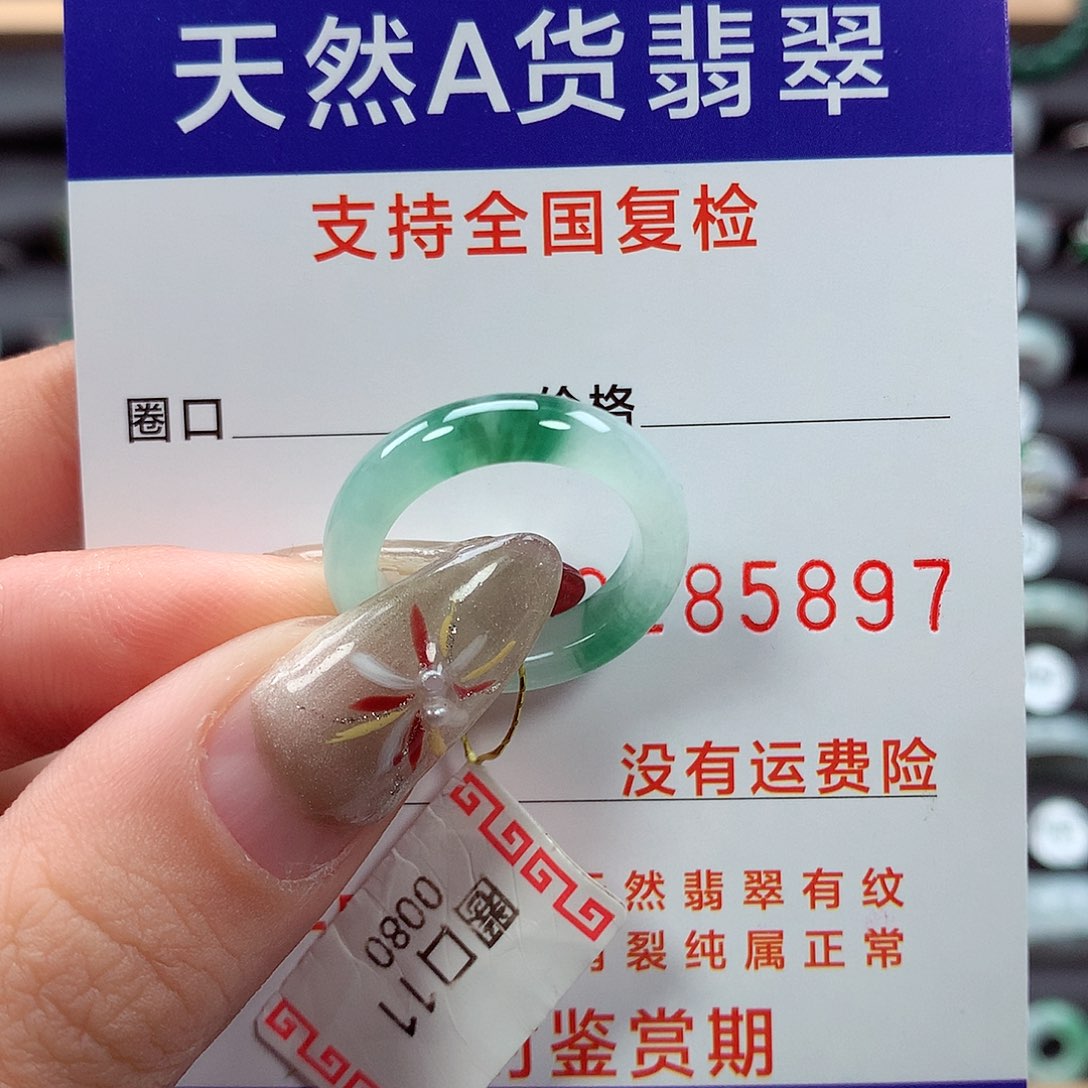 天然A货翡翠
支持全国复检
圈口 价格
85897
没有运费险
然翡翠有纹
裂纯属正常
鉴赏期
圈口11
0080